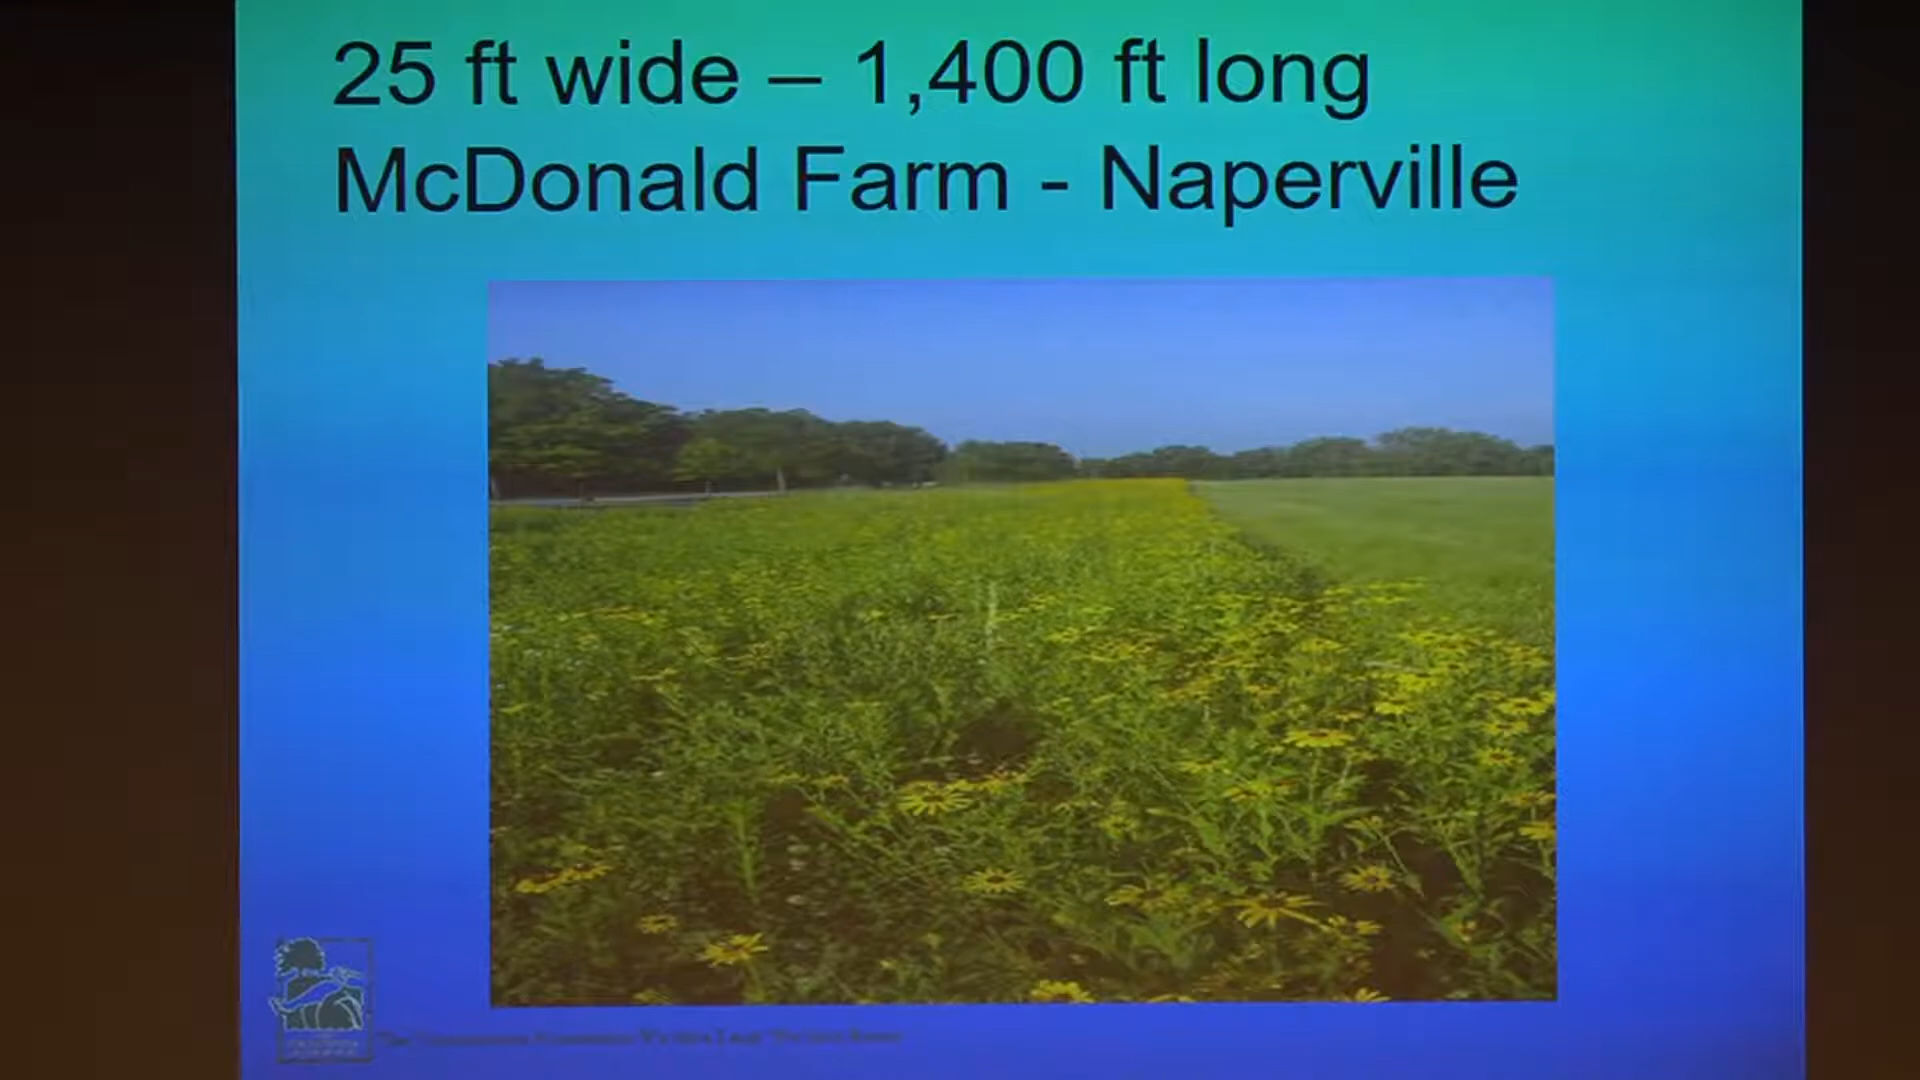 25 ft wide – 1,400 ft long
McDonald Farm - Naperville